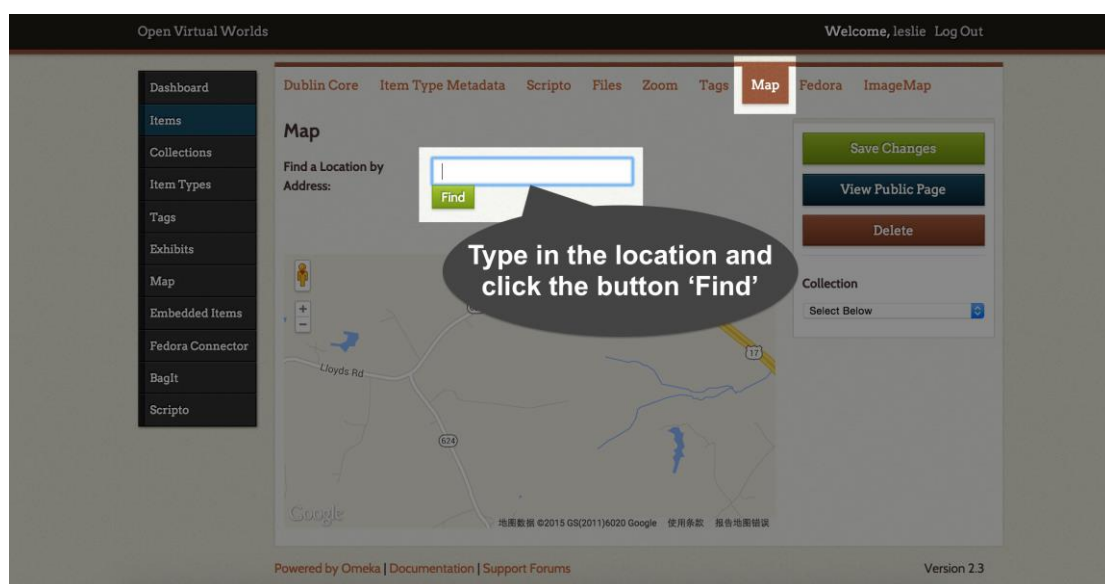 Open Virtual Worlds
Welcome, leslie Log Out
Dashboard
Items
Collections
Item Types
Tags
Exhibits
Map
Embedded Items
Fedora Connector
BagIt
Scripto
Dublin Core Item Type Metadata Scripto Files Zoom Tags Map Fedora ImageMap
Map
Find a Location by
Address:
Find
Type in the location and
click the button ‘Find’
Save Changes
View Public Page
Delete
Collection
Select Below
+
−
Lloyds Rd
17
624
Google
地图数据 ©2015 GS(2011)6020 Google 使用条款 报告地图错误
Powered by Omeka | Documentation | Support Forums
Version 2.3